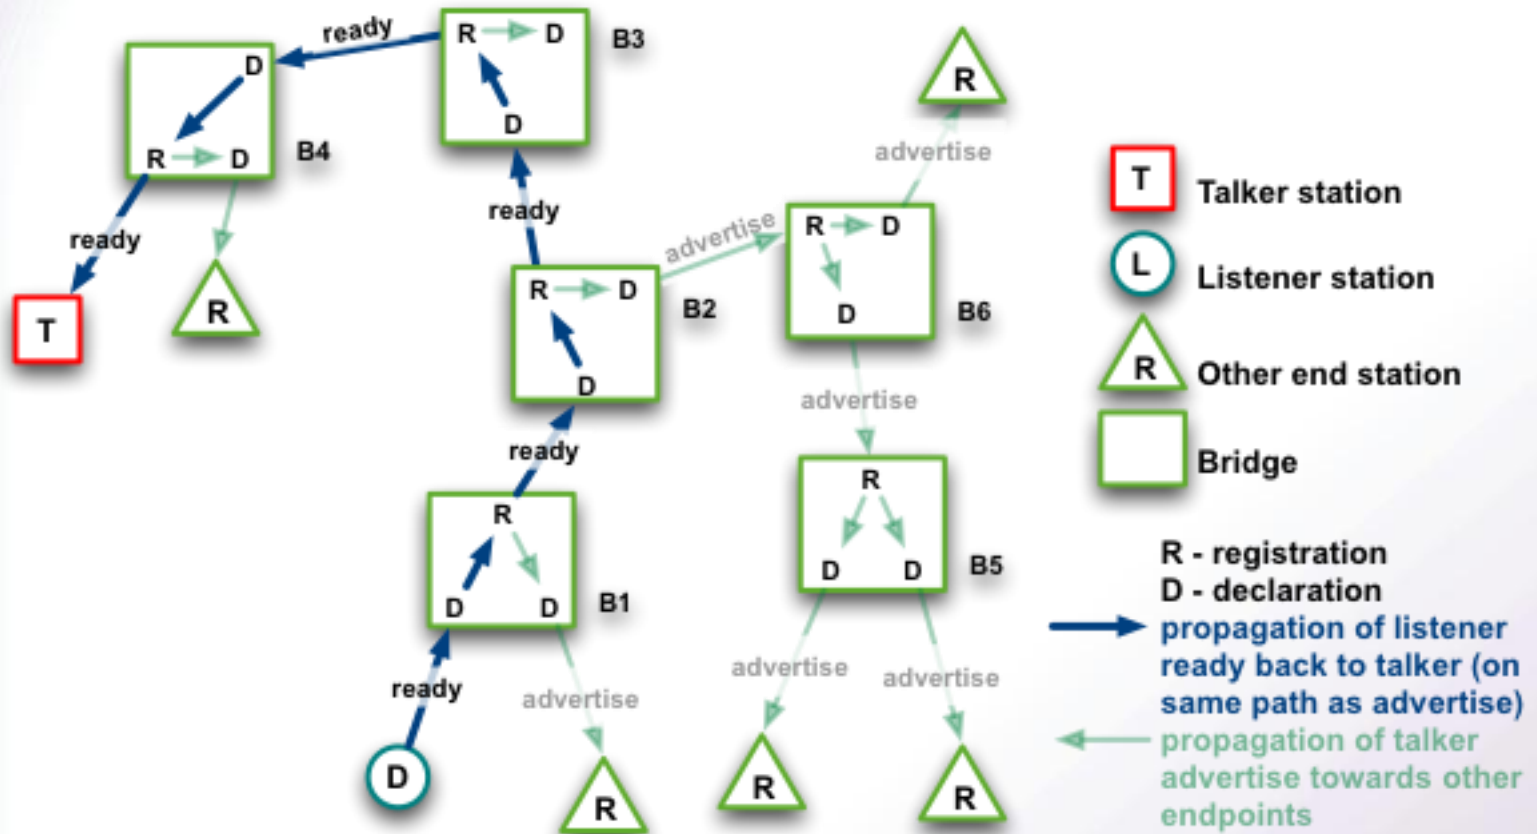 ready
R D
B3
D
R
D
R D
B4
D
advertise
ready
ready
advertise
R D
B6
D
T
R
R D
B2
D
advertise
ready
R
B5
D D
R
B1
D D
ready
advertise
advertise
advertise
D
R
R
R
T
Talker station
L
Listener station
R
Other end station
Bridge
R - registration
D - declaration
propagation of listener
ready back to talker (on
same path as advertise)
propagation of talker
advertise towards other
endpoints